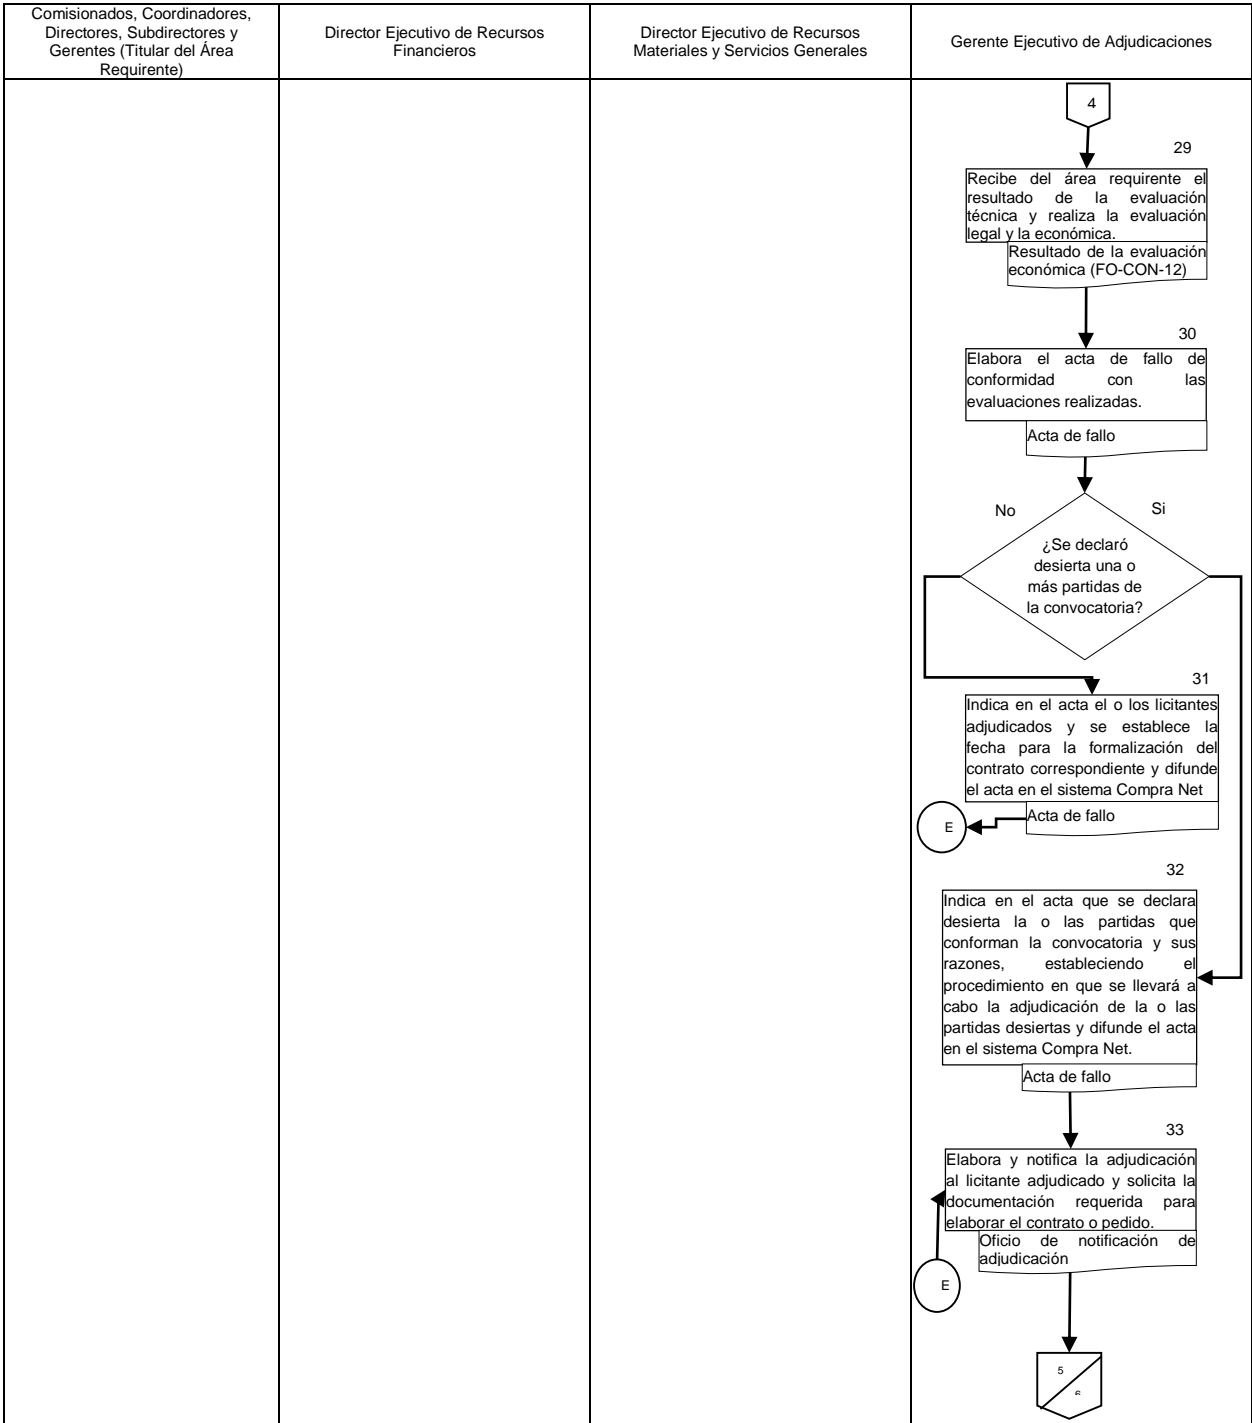 Comisionados, Coordinadores,
Directores, Subdirectores y
Gerentes (Titular del Área
Requirente)
Director Ejecutivo de Recursos
Financieros
Director Ejecutivo de Recursos
Materiales y Servicios Generales
Gerente Ejecutivo de Adjudicaciones
4
29
Recibe del área requirente el
resultado de la evaluación
técnica y realiza la evaluación
legal y la económica.
Resultado de la evaluación
económica (FO-CON-12)
30
Elabora el acta de fallo de
conformidad con las
evaluaciones realizadas.
Acta de fallo
No
Si
¿Se declaró
desierta una o
más partidas de
la convocatoria?
31
Indica en el acta el o los licitantes
adjudicados y se establece la
fecha para la formalización del
contrato correspondiente y difunde
el acta en el sistema Compra Net
Acta de fallo
E
32
Indica en el acta que se declara
desierta la o las partidas que
conforman la convocatoria y sus
razones, estableciendo el
procedimiento en que se llevará a
cabo la adjudicación de la o las
partidas desiertas y difunde el acta
en el sistema Compra Net.
Acta de fallo
33
Elabora y notifica la adjudicación
al licitante adjudicado y solicita la
documentación requerida para
elaborar el contrato o pedido.
Oficio de notificación de
adjudicación
E
5